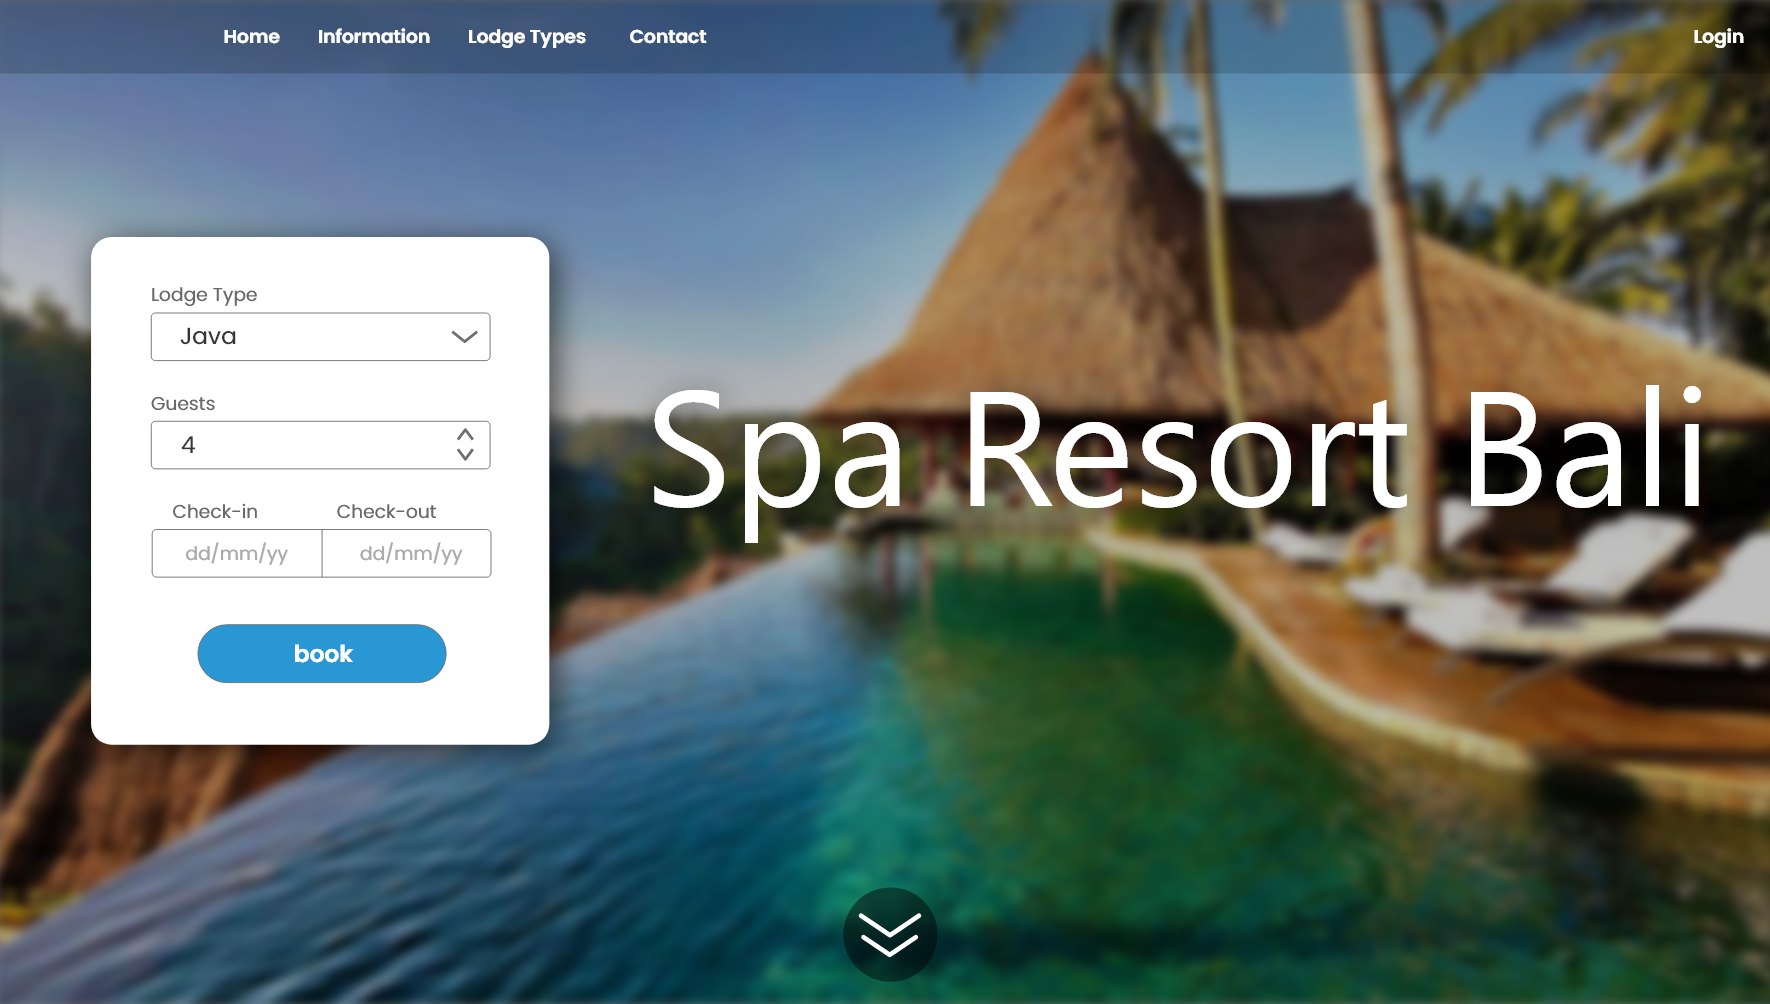 Home Information Lodge Types Contact Login
Lodge Type
Java
Guests
4
Check-in Check-out
dd/mm/yy dd/mm/yy
book
Spa Resort Bali